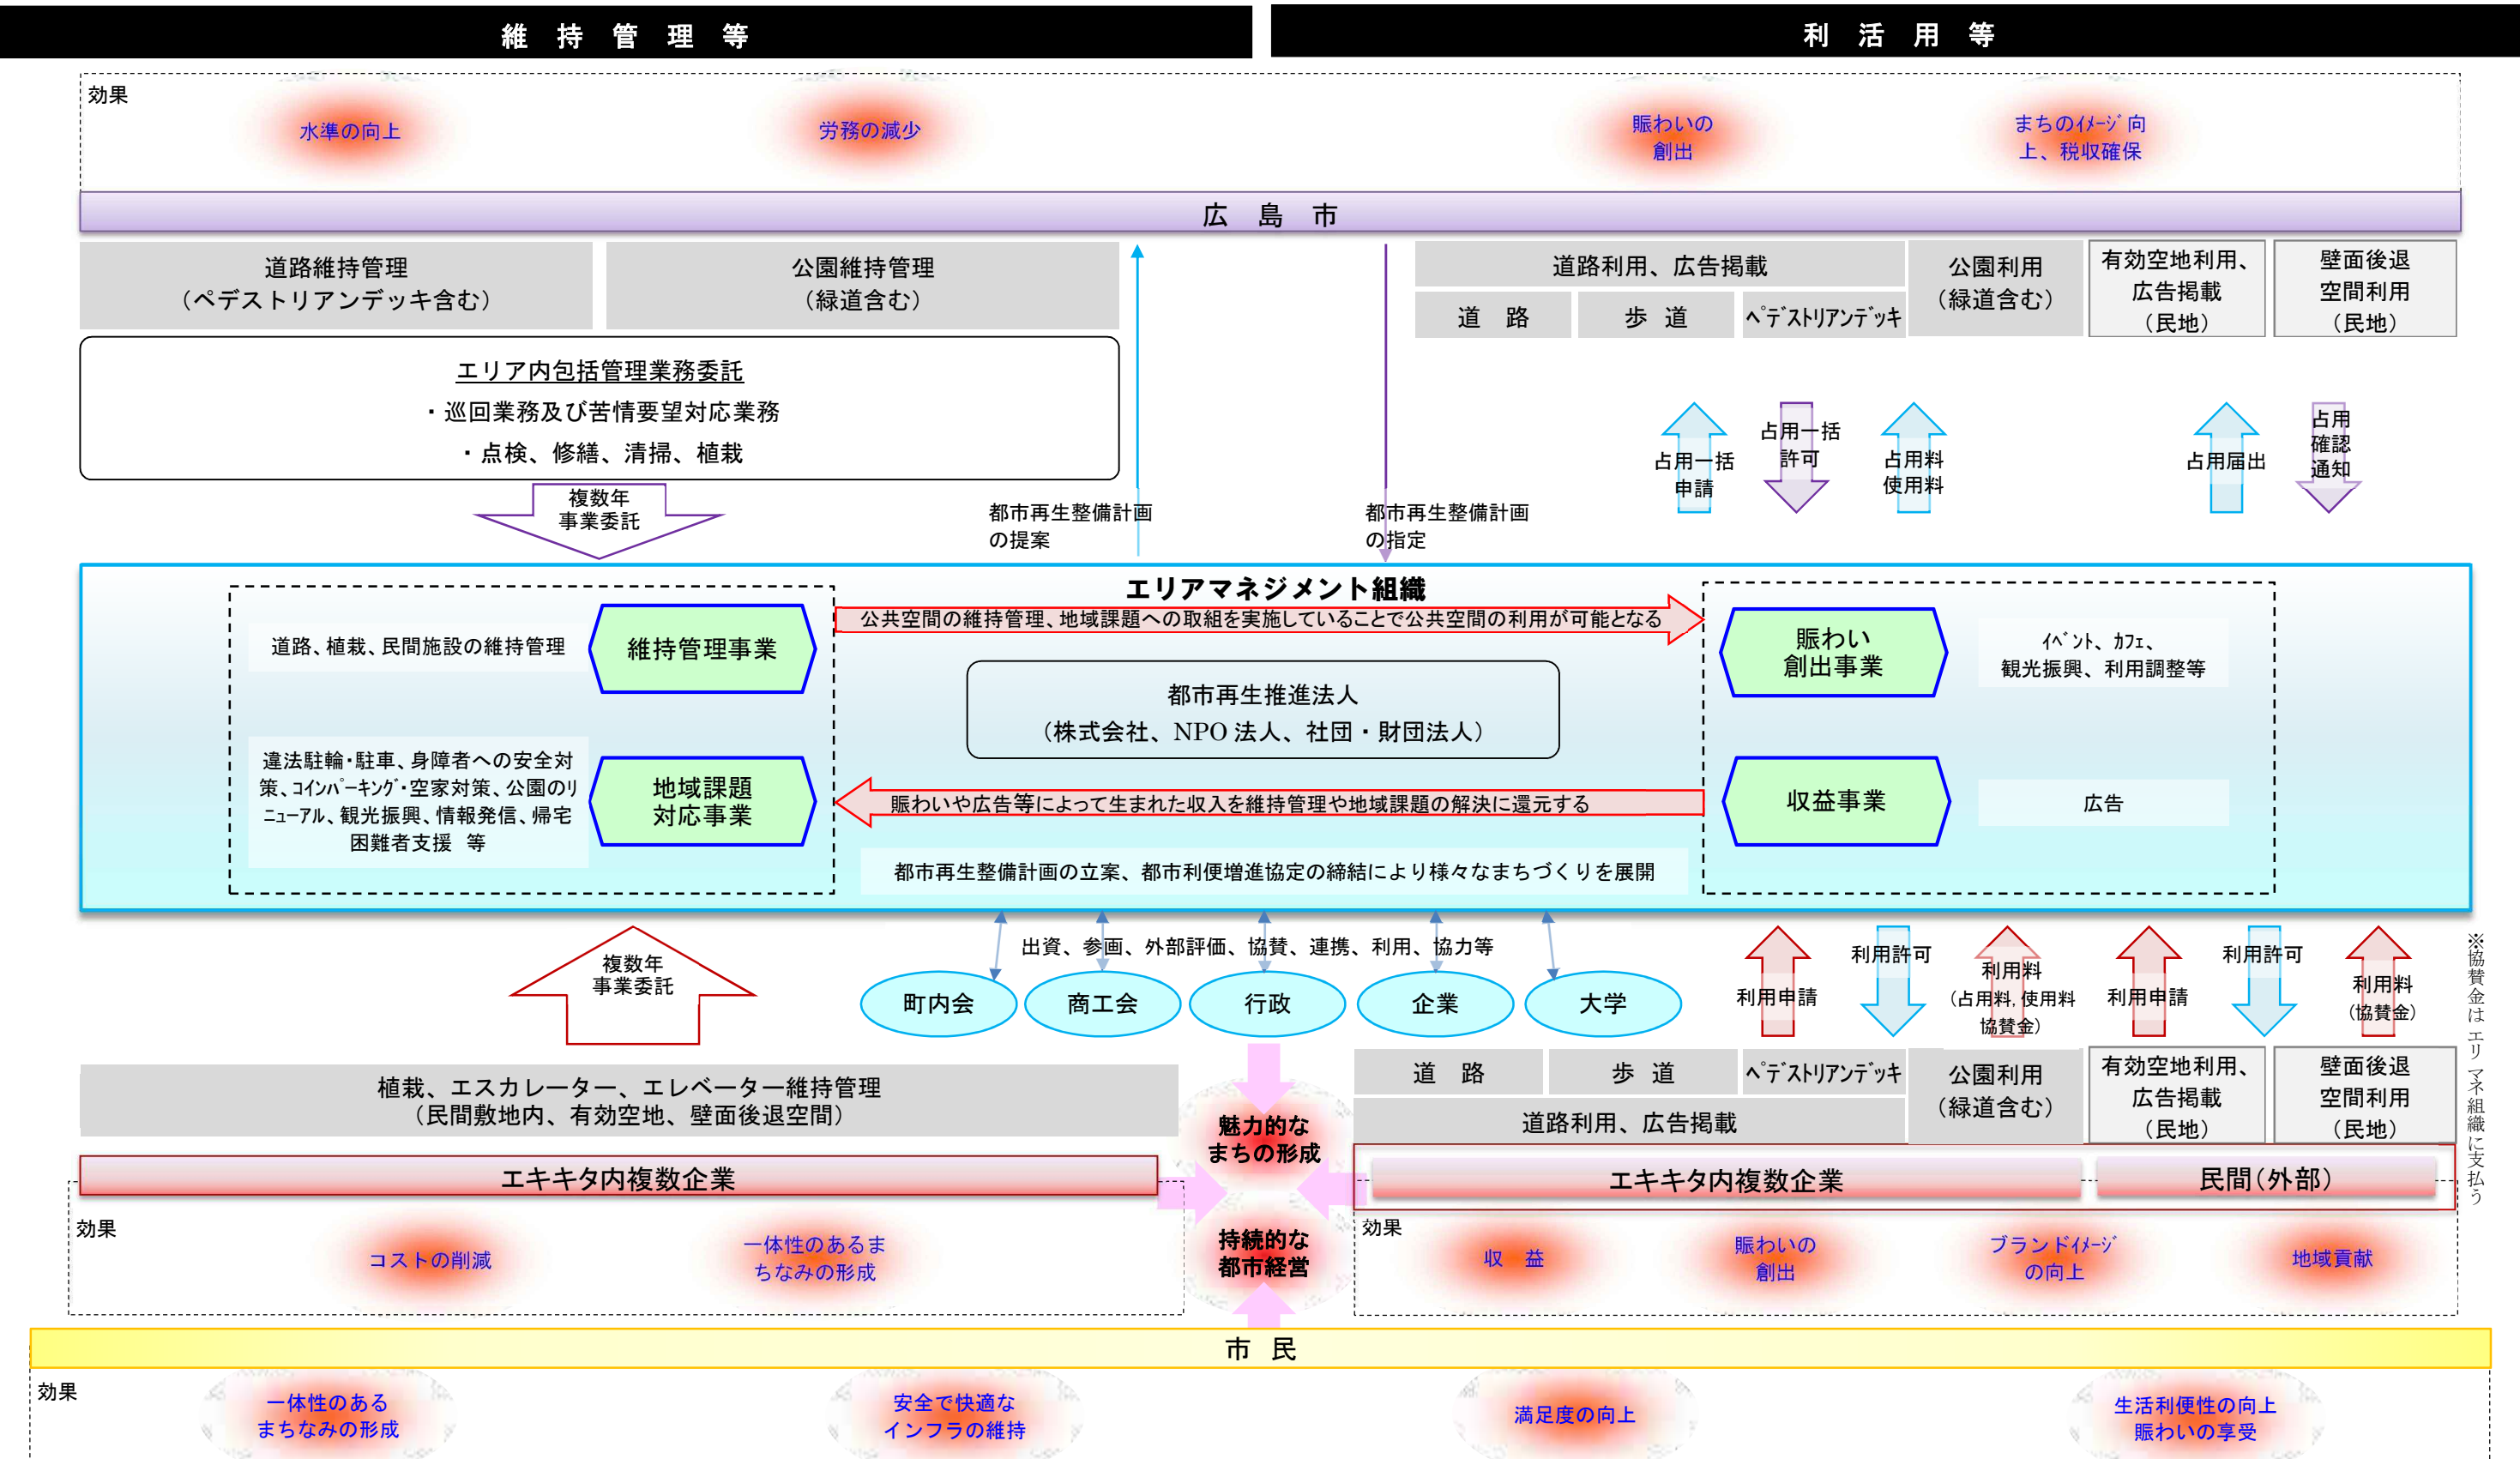 維持管理等
利活用等
効果
水準の向上
労務の減少
賑わいの
創出
まちのｲﾒｰｼﾞ向
上、税収確保
広島市
道路維持管理
（ペデストリアンデッキ含む）
公園維持管理
（緑道含む）
道路利用、広告掲載
道 路
歩 道
ﾍﾟﾃﾞｽﾄﾘｱﾝﾃﾞｯｷ
公園利用
（緑道含む）
有効空地利用、
広告掲載
（民地）
壁面後退
空間利用
（民地）
エリア内包括管理業務委託
・巡回業務及び苦情要望対応業務
・点検、修繕、清掃、植栽
複数年
事業委託
都市再生整備計画
の提案
都市再生整備計画
の指定
占用一括
申請
占用一括
許可
占用料
使用料
占用届出
占用
確認
通知
エリアマネジメント組織
公共空間の維持管理、地域課題への取組を実施していることで公共空間の利用が可能となる
道路、植栽、民間施設の維持管理
維持管理事業
都市再生推進法人
（株式会社、NPO 法人、社団・財団法人）
賑わい
創出事業
ｲﾍﾞﾝﾄ、ｶﾌｪ、
観光振興、利用調整等
違法駐輪・駐車、身障者への安全対
策、ｺｲﾝﾊﾟｰｷﾝｸﾞ・空家対策、公園のﾘ
ﾆｭｰｱﾙ、観光振興、情報発信、帰宅
困難者支援 等
地域課題
対応事業
賑わいや広告等によって生まれた収入を維持管理や地域課題の解決に還元する
収益事業
広告
都市再生整備計画の立案、都市利便増進協定の締結により様々なまちづくりを展開
複数年
事業委託
出資、参画、外部評価、協賛、連携、利用、協力等
町内会
商工会
行政
企業
大学
利用申請
利用許可
利用料
（占用料，使用料
協賛金）
利用申請
利用許可
利用料
（協賛金）
※協賛金はエリマネ組織に支払う
植栽、エスカレーター、エレベーター維持管理
（民間敷地内、有効空地、壁面後退空間）
道 路
歩 道
ﾍﾟﾃﾞｽﾄﾘｱﾝﾃﾞｯｷ
道路利用、広告掲載
公園利用
（緑道含む）
有効空地利用、
広告掲載
（民地）
壁面後退
空間利用
（民地）
魅力的な
まちの形成
エキキタ内複数企業
エキキタ内複数企業
民間（外部）
効果
コストの削減
一体性のあるま
ちなみの形成
持続的な
都市経営
効果
収 益
賑わいの
創出
ブランドｲﾒｰｼﾞ
の向上
地域貢献
市 民
効果
一体性のある
まちなみの形成
安全で快適な
インフラの維持
満足度の向上
生活利便性の向上
賑わいの享受